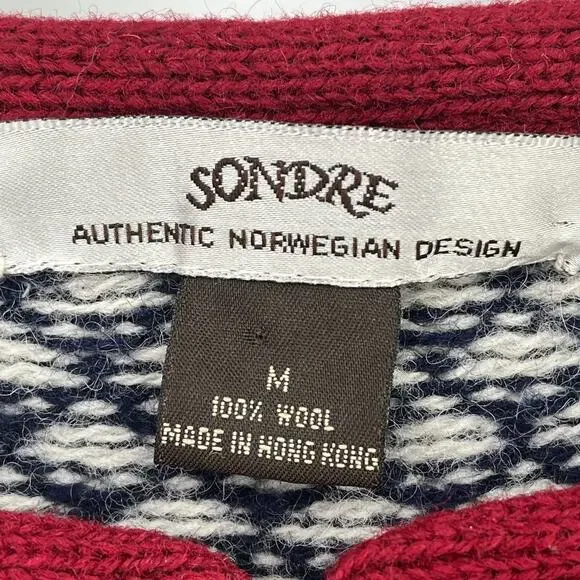 SONDRE
AUTHENTIC NORWEGIAN DESIGN
M
100% WOOL
MADE IN HONG KONG